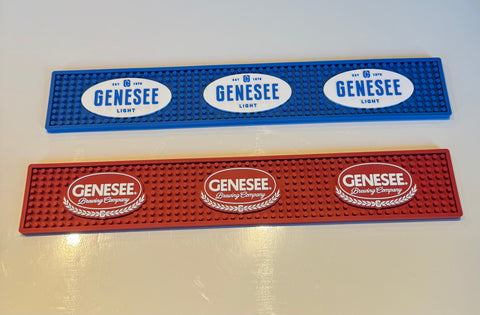 EST 1878
GENESEE
LIGHT
EST 1878
GENESEE
LIGHT
EST 1878
GENESEE
LIGHT
GENESEE.
Brewing Company
GENESEE.
Brewing Company
GENESEE.
Brewing Company